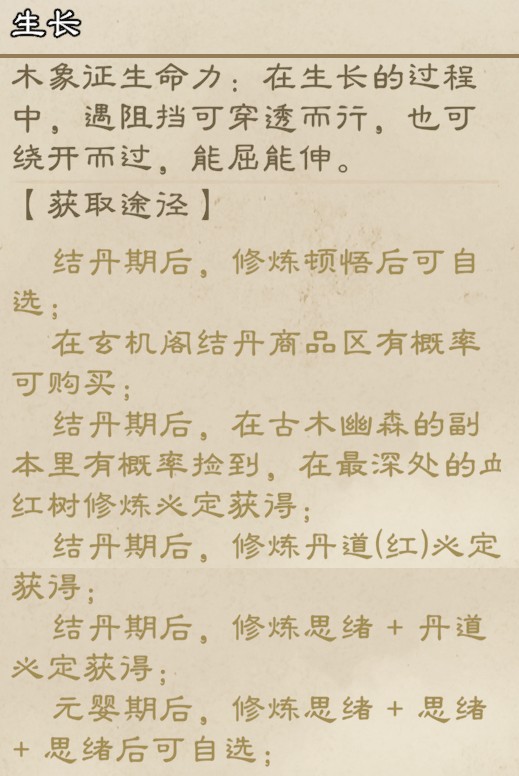 生长
木象征生命力：在生长的过程
中，遇阻挡可穿透而行，也可
绕开而过，能屈能伸。
【获取途径】
结丹期后，修炼顿悟后可自
选；
在玄机阁结丹商品区有概率
可购买；
结丹期后，在古木幽森的副
本里有概率捡到，在最深处的血
红树修炼必定获得；
结丹期后，修炼丹道(红)必定
获得；
结丹期后，修炼思绪 + 丹道
必定获得；
元婴期后，修炼思绪 + 思绪
+ 思绪后可自选；